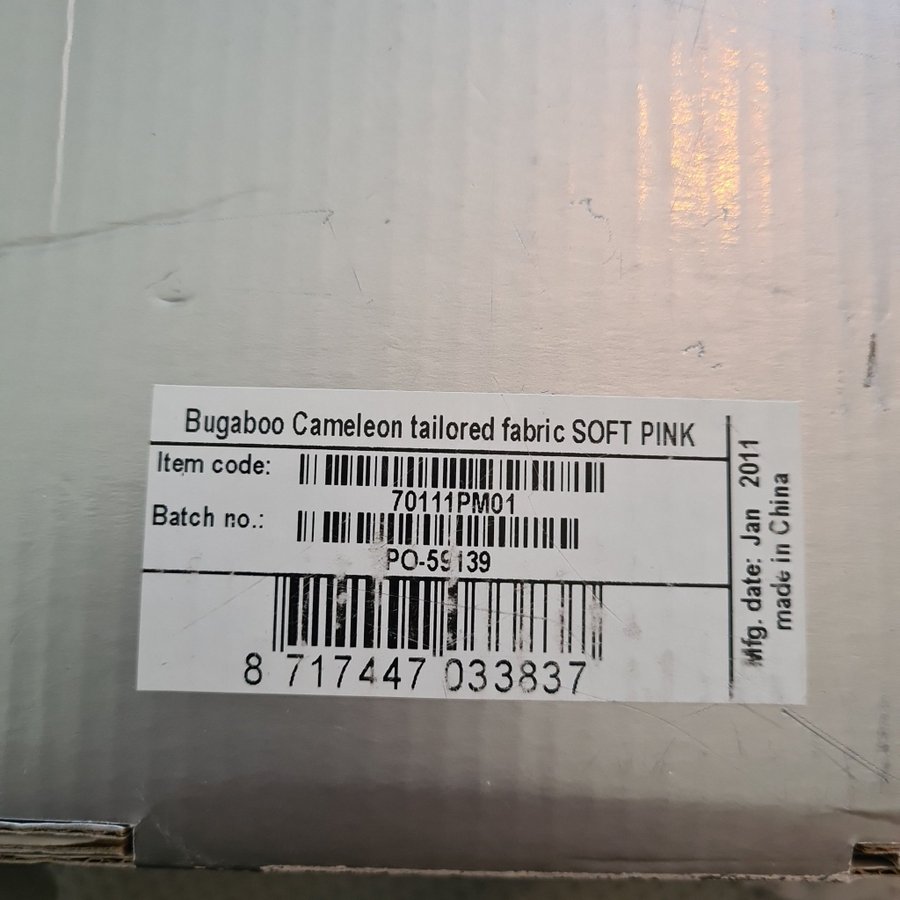 Bugaboo Cameleon tailored fabric SOFT PINK
Item code:
70111PM01
Batch no.:
PO-59139
8 717447 033837
Mfg. date: Jan 2011
made in China